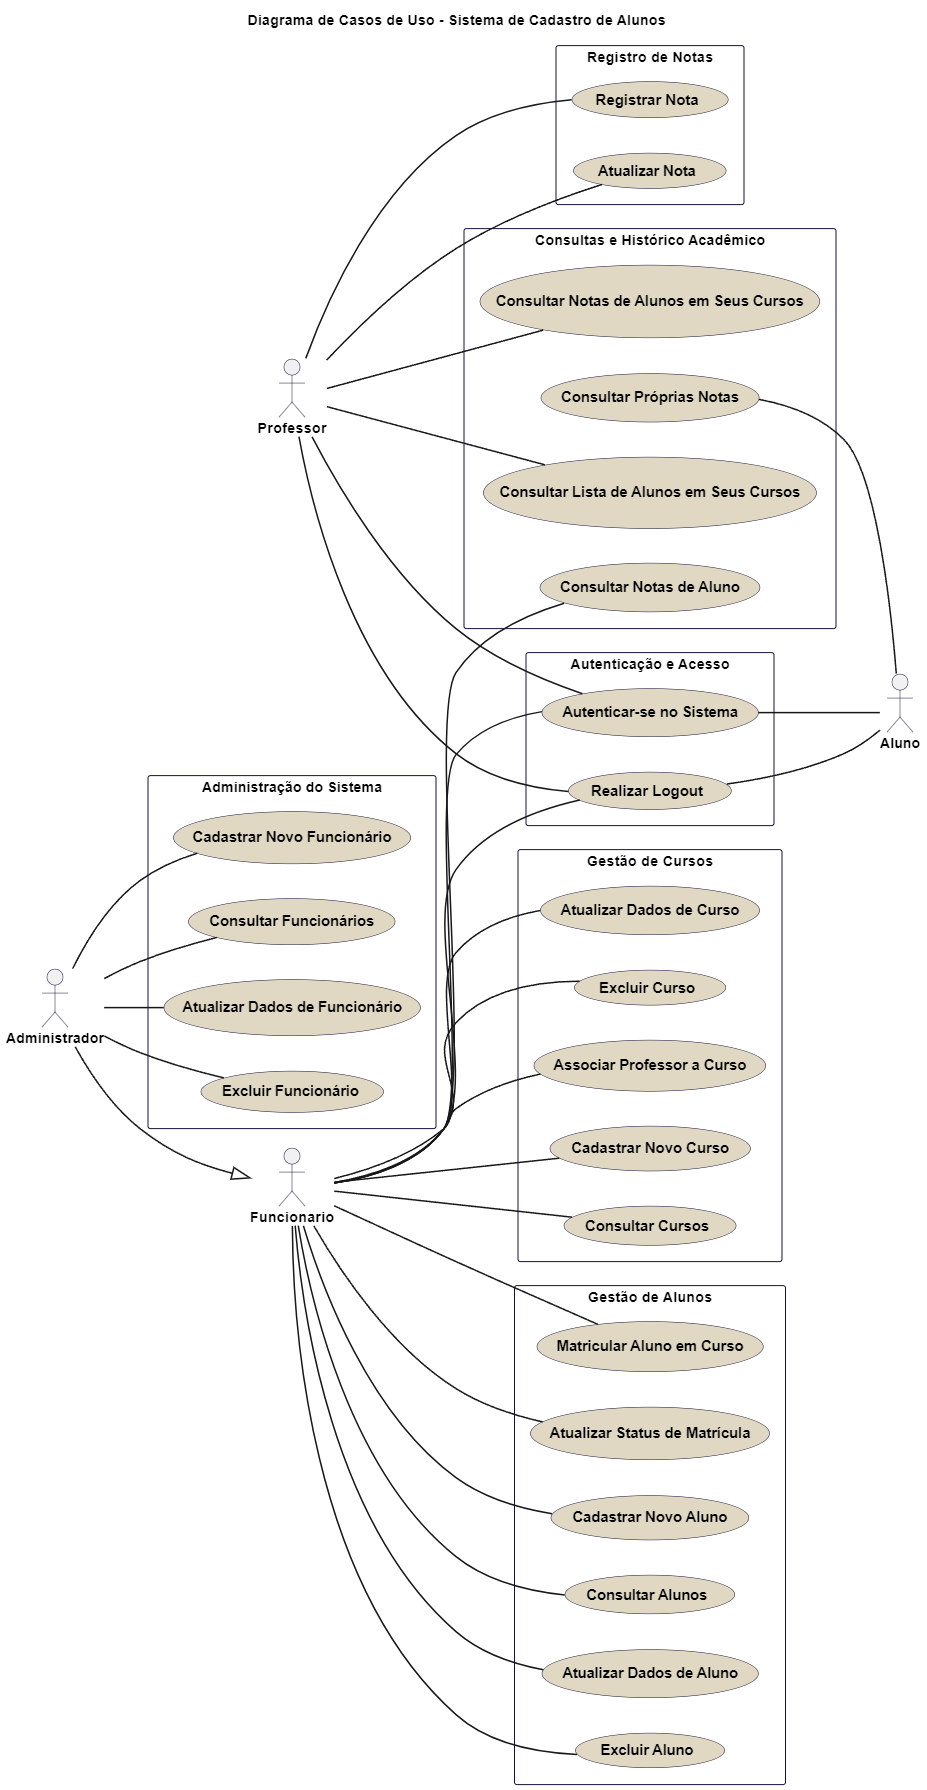 Diagrama de Casos de Uso - Sistema de Cadastro de Alunos
Registro de Notas
Registrar Nota
Atualizar Nota
Consultas e Histórico Acadêmico
Consultar Notas de Alunos em Seus Cursos
Consultar Próprias Notas
Professor
Consultar Lista de Alunos em Seus Cursos
Consultar Notas de Aluno
Autenticação e Acesso
Autenticar-se no Sistema
Aluno
Realizar Logout
Administração do Sistema
Cadastrar Novo Funcionário
Consultar Funcionários
Atualizar Dados de Funcionário
Administrador
Excluir Funcionário
Gestão de Cursos
Atualizar Dados de Curso
Excluir Curso
Associar Professor a Curso
Cadastrar Novo Curso
Funcionario
Consultar Cursos
Gestão de Alunos
Matricular Aluno em Curso
Atualizar Status de Matrícula
Cadastrar Novo Aluno
Consultar Alunos
Atualizar Dados de Aluno
Excluir Aluno